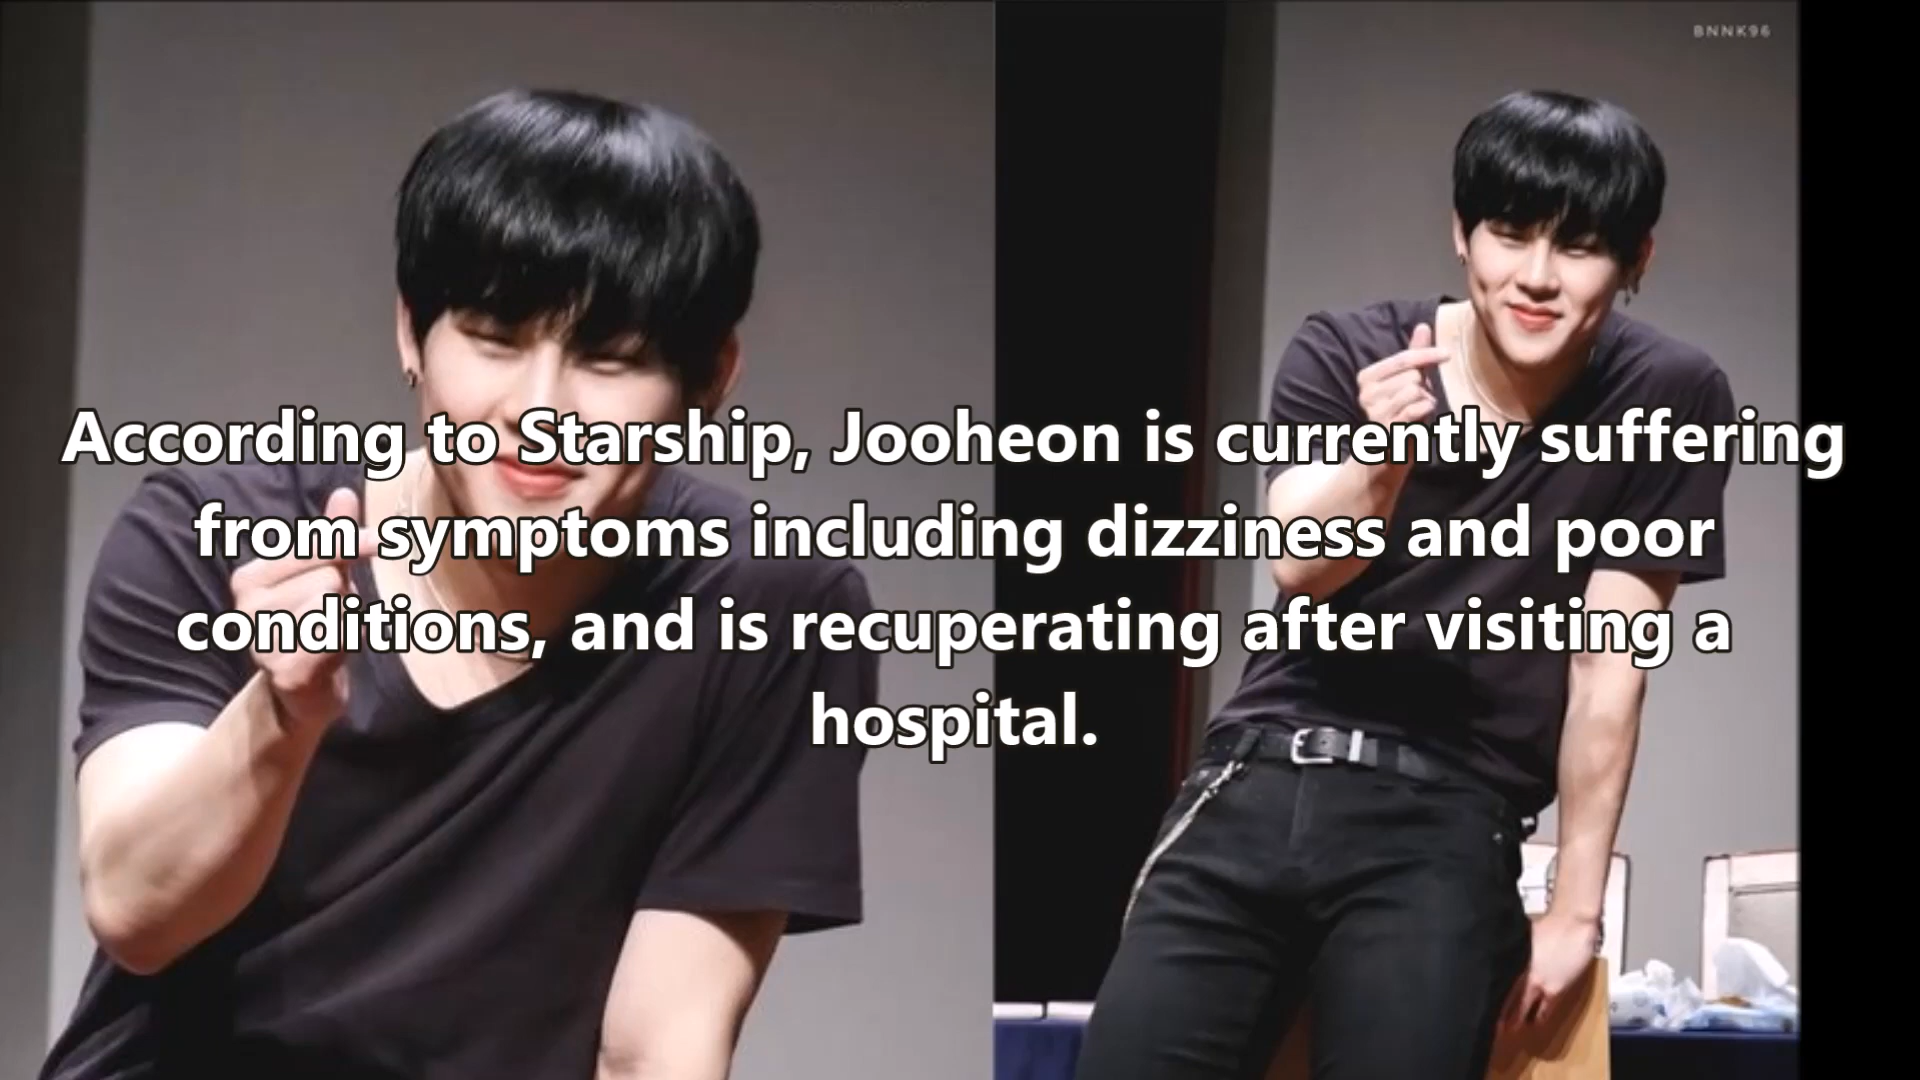 BNNK96
According to Starship, Jooheon is currently suffering
from symptoms including dizziness and poor
conditions, and is recuperating after visiting a
hospital.